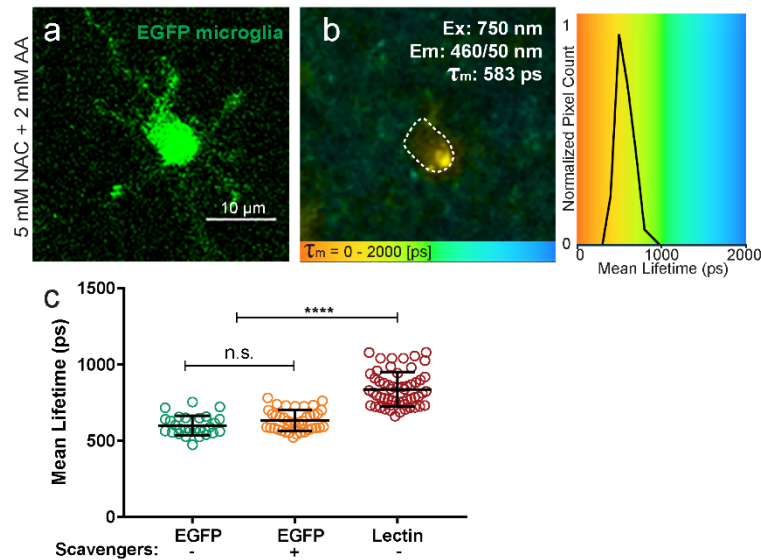 5 mM NAC + 2 mM AA
a
EGFP microglia
10 µm
b
Ex: 750 nm
Em: 460/50 nm
τm: 583 ps
τm = 0 - 2000 [ps]
Normalized Pixel Count
1
0
0
1000
2000
Mean Lifetime (ps)
c
Mean Lifetime (ps)
1500
1000
500
0
n.s.
****
EGFP
EGFP
Lectin
Scavengers: - + -